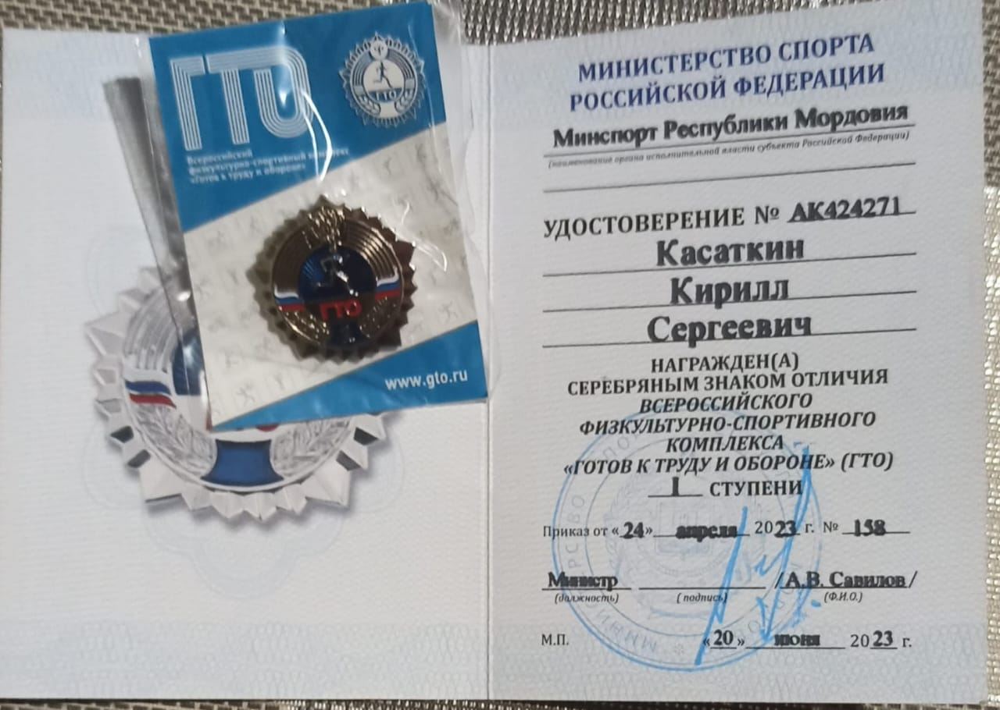 ГТО
ГТО
Всероссийский
физкультурно-спортивный комплекс
«Готов к труду и обороне»
ГТО
www.gto.ru
МИНИСТЕРСТВО СПОРТА
РОССИЙСКОЙ ФЕДЕРАЦИИ
Минспорт Республики Мордовия
(наименование органа исполнительной власти субъекта Российской Федерации)
УДОСТОВЕРЕНИЕ № АК424271
Касаткин
Кирилл
Сергеевич
НАГРАЖДЕН(А)
СЕРЕБРЯНЫМ ЗНАКОМ ОТЛИЧИЯ
ВСЕРОССИЙСКОГО
ФИЗКУЛЬТУРНО-СПОРТИВНОГО
КОМПЛЕКСА
«ГОТОВ К ТРУДУ И ОБОРОНЕ» (ГТО)
I СТУПЕНИ
Приказ от «24» апреля 2023 г. № 158
Министр /А.В. Савилов/
(должность) (подпись) (Ф.И.О.)
М.П. «20» июня 2023 г.